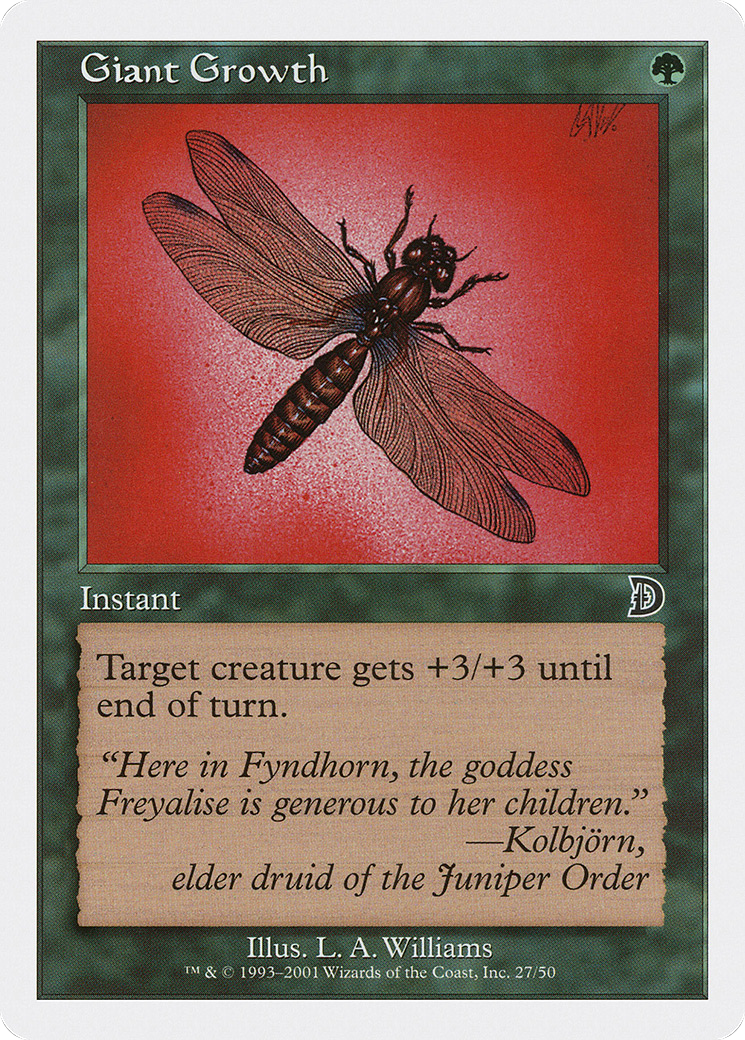 Giant Growth
Instant
Target creature gets +3/+3 until
end of turn.
“Here in Fyndhorn, the goddess
Freyalise is generous to her children.”
—Kolbjörn,
elder druid of the Juniper Order
Illus. L. A. Williams
™ & © 1993–2001 Wizards of the Coast, Inc. 27/50